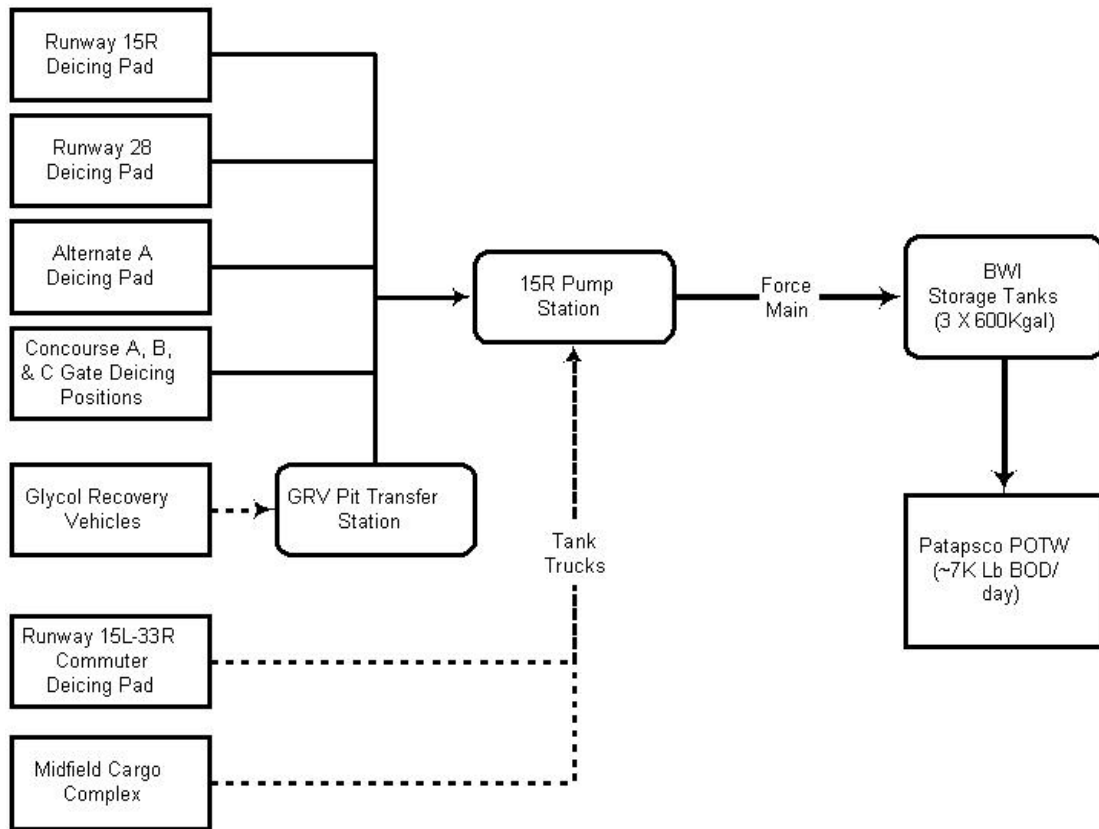 Runway 15R
Deicing Pad
Runway 28
Deicing Pad
Alternate A
Deicing Pad
Concourse A, B,
& C Gate Deicing
Positions
Glycol Recovery
Vehicles
GRV Pit Transfer
Station
Runway 15L-33R
Commuter
Deicing Pad
Midfield Cargo
Complex
15R Pump
Station
Tank
Trucks
Force
Main
BWI
Storage Tanks
(3 X 600Kgal)
Patapsco POTW
(~7K Lb BOD/
day)